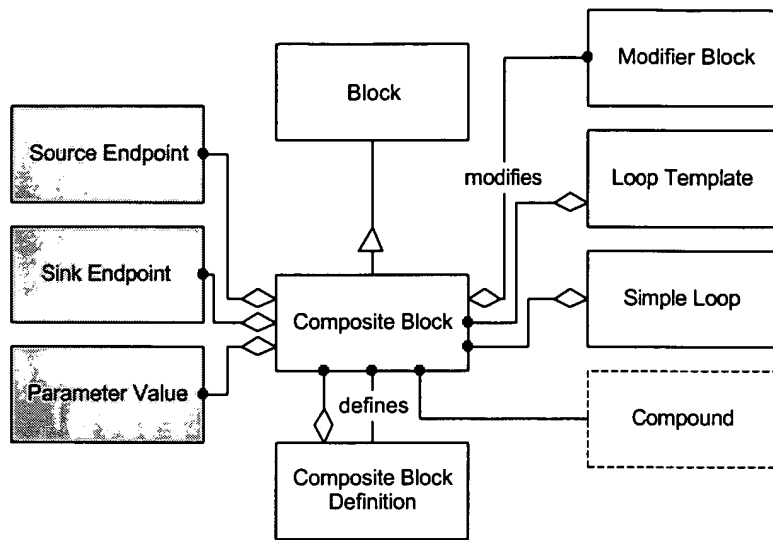 Modifier Block
Block
Source Endpoint
modifies
Loop Template
Sink Endpoint
Composite Block
Simple Loop
Parameter Value
defines
Compound
Composite Block
Definition